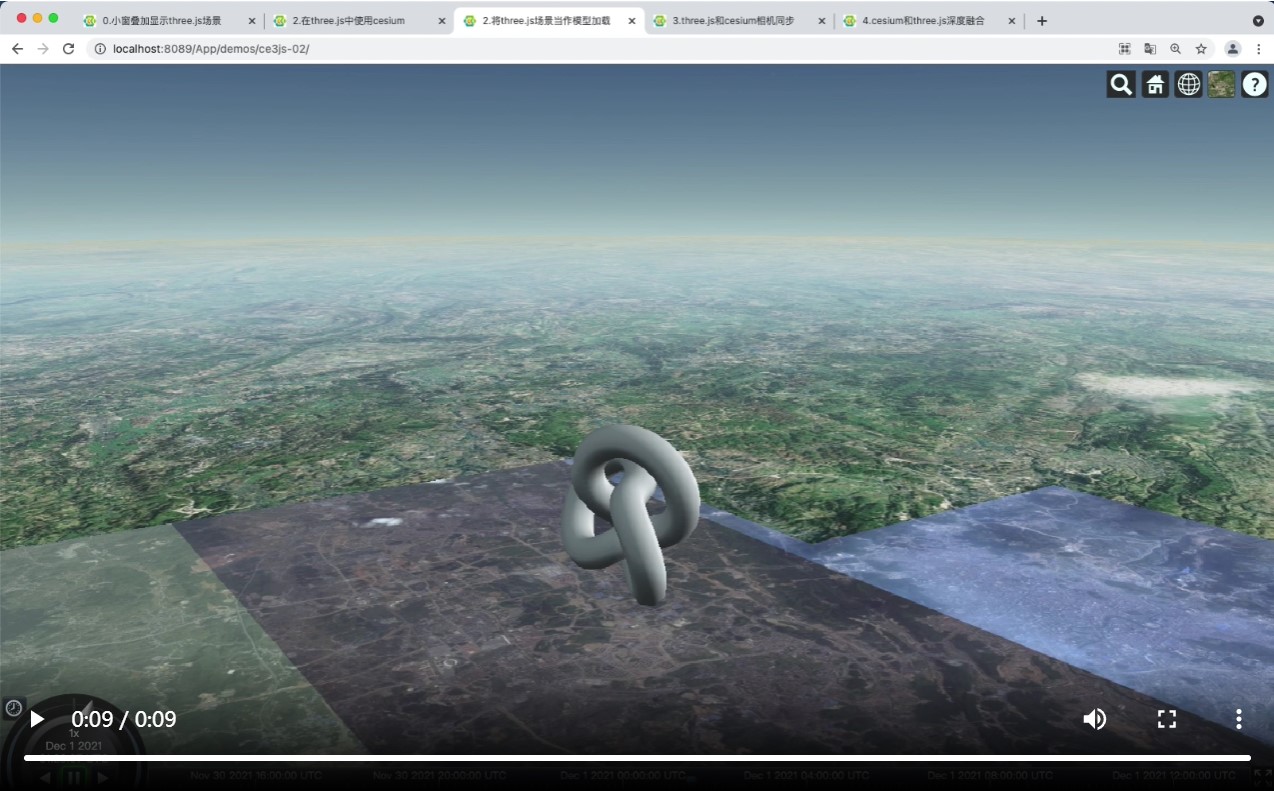 0.小窗叠加显示three.js场景
2.在three.js中使用cesium
2.将three.js场景当作模型加载
3.three.js和cesium相机同步
4.cesium和three.js深度融合
localhost:8089/App/demos/ce3js-02/
?
0:09 / 0:09
1x
Dec 1 2021
Nov 30 2021 16:00:00 UTC
Nov 30 2021 20:00:00 UTC
Dec 1 2021 00:00:00 UTC
Dec 1 2021 04:00:00 UTC
Dec 1 2021 08:00:00 UTC
Dec 1 2021 12:00:00 UTC